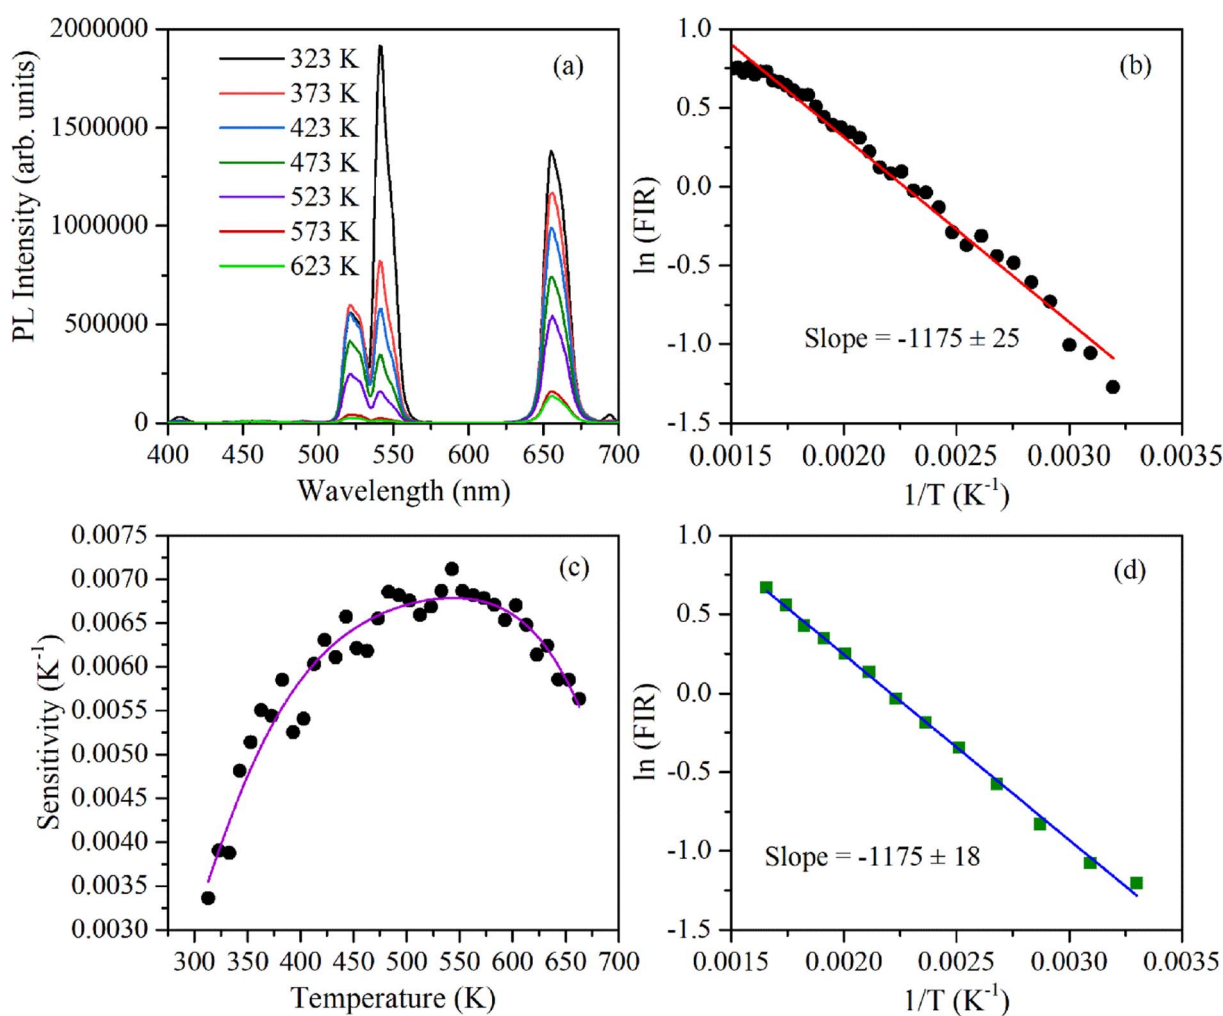 (a)
323 K
373 K
423 K
473 K
523 K
573 K
623 K
2000000
1500000
1000000
500000
0
PL Intensity (arb. units)
400 450 500 550 600 650 700
Wavelength (nm)
(b)
1.0
0.5
0.0
-0.5
-1.0
-1.5
ln (FIR)
Slope = -1175 ± 25
0.0015 0.0020 0.0025 0.0030 0.0035
1/T (K⁻¹)
(c)
0.0075
0.0070
0.0065
0.0060
0.0055
0.0050
0.0045
0.0040
0.0035
0.0030
Sensitivity (K⁻¹)
300 350 400 450 500 550 600 650 700
Temperature (K)
(d)
1.0
0.5
0.0
-0.5
-1.0
-1.5
ln (FIR)
Slope = -1175 ± 18
0.0015 0.0020 0.0025 0.0030 0.0035
1/T (K⁻¹)